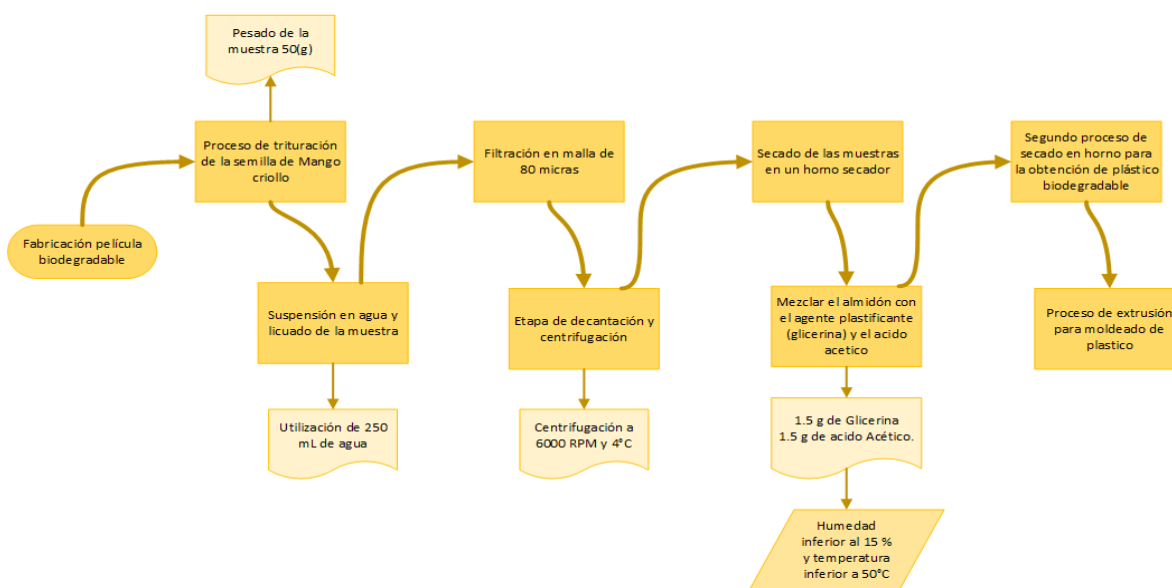 Pesado de la
muestra 50(g)
Proceso de trituración
de la semilla de Mango
criollo
Filtración en malla de
80 micras
Secado de las muestras
en un horno secador
Segundo proceso de
secado en horno para
la obtención de plástico
biodegradable
Fabricación película
biodegradable
Suspensión en agua y
licuado de la muestra
Etapa de decantación y
centrifugación
Mezclar el almidón con
el agente plastificante
(glicerina) y el acido
acetico
Proceso de extrusión
para moldeado de
plastico
Utilización de 250
mL de agua
Centrifugación a
6000 RPM y 4°C
1.5 g de Glicerina
1.5 g de acido Acético.
Humedad
inferior al 15 %
y temperatura
inferior a 50°C